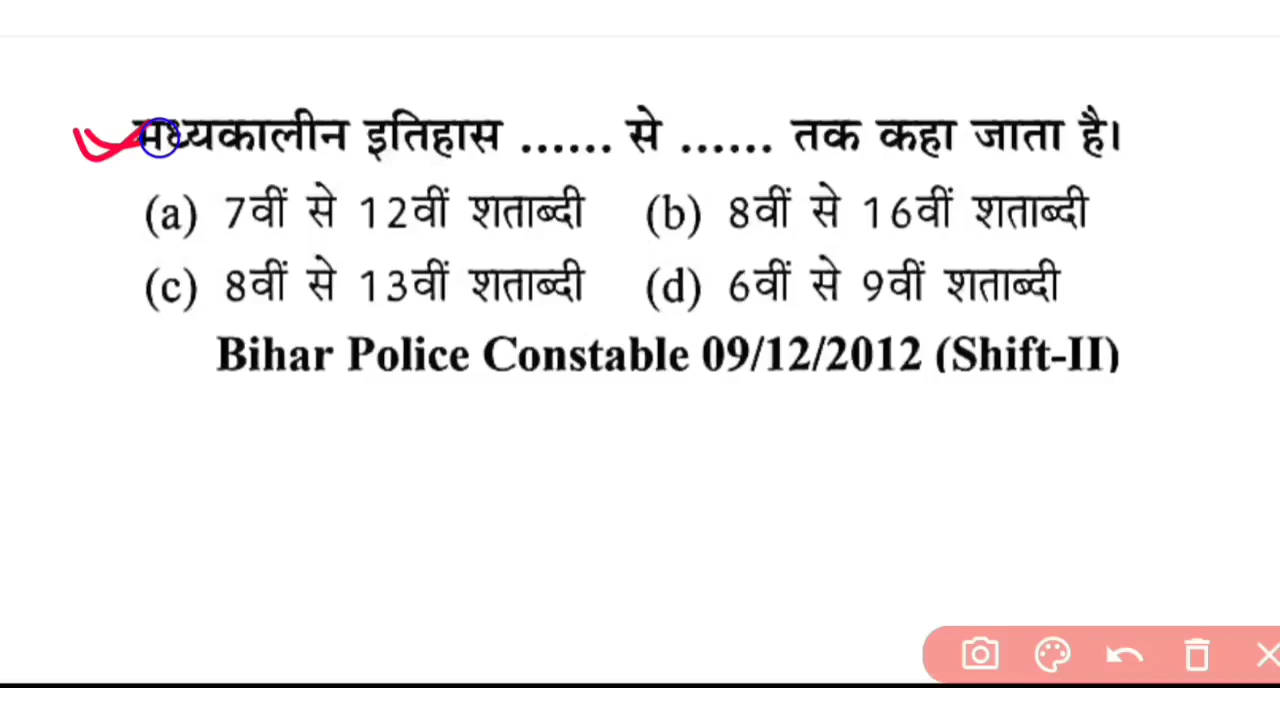 मध्यकालीन इतिहास ...... से ...... तक कहा जाता है।
(a) 7वीं से 12वीं शताब्दी (b) 8वीं से 16वीं शताब्दी
(c) 8वीं से 13वीं शताब्दी (d) 6वीं से 9वीं शताब्दी
Bihar Police Constable 09/12/2012 (Shift-II)